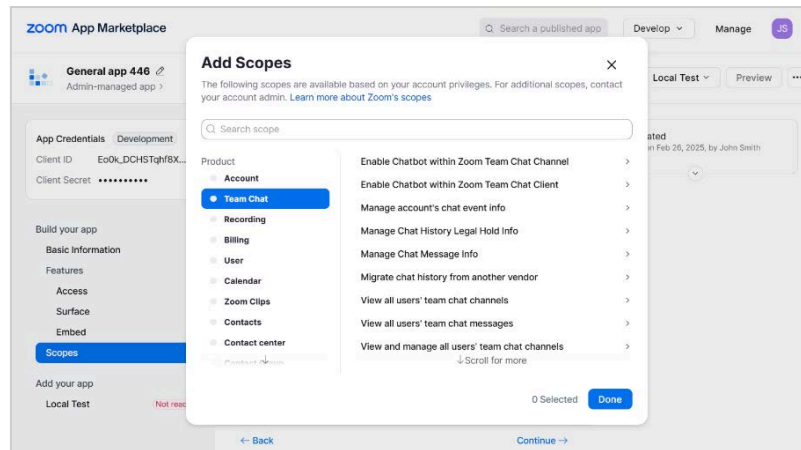 zoom App Marketplace
Search a published app
Develop
Manage
JS
General app 446
Admin-managed app >
Local Test
Preview
App Credentials Development
Client ID Eo0k_DCHSTqhf8X...
Client Secret
Build your app
Basic Information
Features
Access
Surface
Embed
Scopes
Add your app
Local Test
Add Scopes
The following scopes are available based on your account privileges. For additional scopes, contact
your account admin. Learn more about Zoom's scopes
Search scope
Product
Account
Team Chat
Recording
Billing
User
Calendar
Zoom Clips
Contacts
Contact center
Enable Chatbot within Zoom Team Chat Channel
Enable Chatbot within Zoom Team Chat Client
Manage account's chat event info
Manage Chat History Legal Hold Info
Manage Chat Message Info
Migrate chat history from another vendor
View all users' team chat channels
View all users' team chat messages
View and manage all users' team chat channels
↓ Scroll for more
0 Selected
Done
on Feb 26, 2025, by John Smith
← Back
Continue →